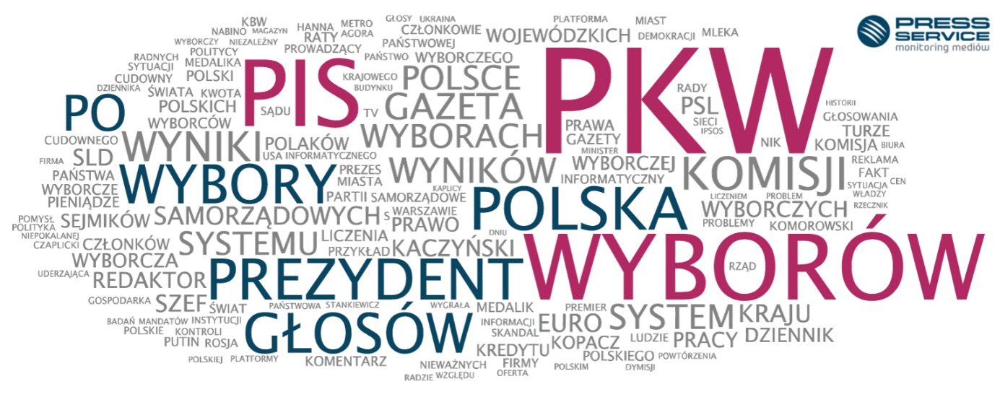 PRESS
SERVICE
monitoring mediów
KBW
HANNA
METRO
GŁOSY
UKRAINA
PLATFORMA
MIAST
NABINO
MAGAZYN
RATY
AGORA
CZŁONKOWIE
WOJEWÓDZKICH
DEMOKRACJI
MLEKA
WYBORCZY
NIEZALEŻNY
PROWADZĄCY
PAŃSTWOWEJ
RADNYCH
POLITYCY
PAŃSTWO
WYBORCZEGO
SYTUACJI
MEDALIKA
PIS
PKW
CUDOWNY
POLSKI
KRAJOWEGO
POLSCE
DZIENNIKA
ŚWIATA
KWOTA
BUDYNKU
RADY
PO
POLSKICH
SĄDU
TV
GAZETA
PSL
HISTORII
WYBORCÓW
PRAWA
SIECI
GŁOSOWANIA
CUDOWNEGO
WYNIKI
POLAKÓW
WYBORACH
GAZETY
IPSOS
TURZE
FIRMA
SLD
USA
INFORMATYCZNEGO
MINISTER
NIK
KOMISJA
BIURA
PAŃSTWA
WYBORY
PREZES
WYNIKÓW
WYBORCZEJ
KOMISJI
REKLAMA
WYBORCZE
MIASTA
INFORMATYCZNY
FAKT
PIENIĄDZE
PARTII
SAMORZĄDOWE
KAPLICY
POLSKA
LICZENIEM
PROBLEM
SYTUACJA
CEN
WŁADZY
POMYSŁ
SEJMIKÓW
SAMORZĄDOWYCH
S
WARSZAWIE
WYBORCZYCH
RZECZNIK
POLITYKA
PRAWO
PROBLEMY
KOMOROWSKI
NIEPOKALANEJ
CZAPLICKI
CZŁONKÓW
SYSTEMU
LICZENIA
DNIU
PRZYKŁAD
KACZYŃSKI
WYBORÓW
WYBORCZA
RZĄD
UDERZAJĄCA
REDAKTOR
PREZYDENT
GOSPODARKA
SZEF
ŚWIAT
PAŃSTWOWA
STANKIEWICZ
WYGRAŁA
MEDALIK
PREMIER
SYSTEM
KRAJU
BADAŃ
MANDATÓW
INSTYTUCJI
GŁOSÓW
INFORMACJI
EURO
POLSKIE
KONTROLI
SKANDAL
KOPACZ
LUDZIE
PRACY
DZIENNIK
PUTIN
ROSJA
KREDYTU
POLSKIEGO
POWTÓRZENIA
POLSKIEJ
PLATFORMY
KOMENTARZ
NIEWAŻNYCH
FIRMY
POLSKIM
DYMISJI
RADZIE
WZGLĘDU
OFERTA